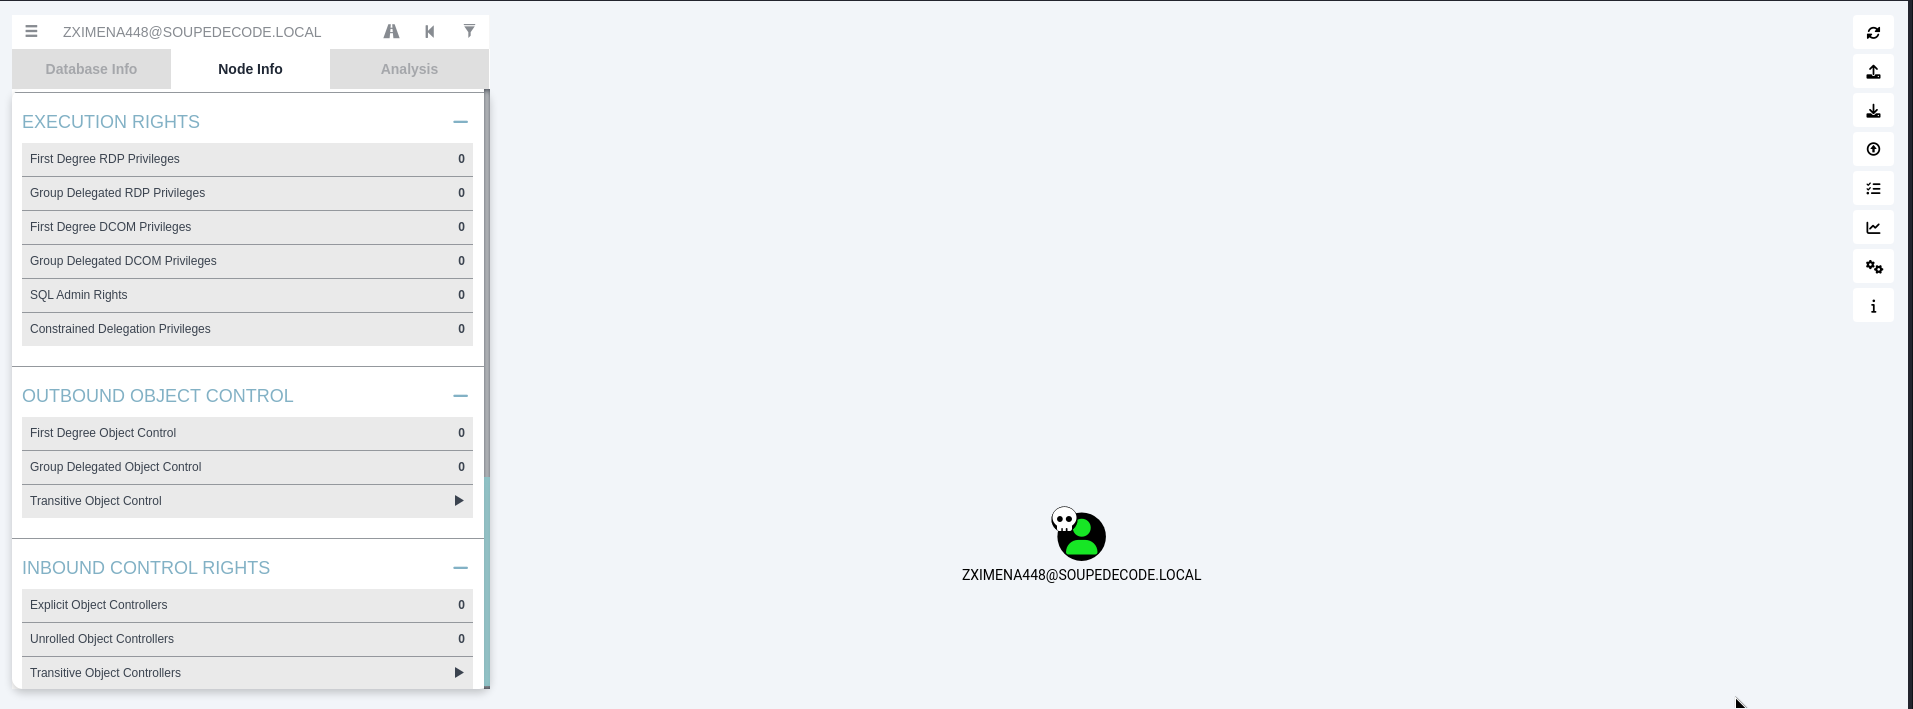 ZXIMENA448@SOUPEDECODE.LOCAL
Database Info Node Info Analysis
EXECUTION RIGHTS
First Degree RDP Privileges 0
Group Delegated RDP Privileges 0
First Degree DCOM Privileges 0
Group Delegated DCOM Privileges 0
SQL Admin Rights 0
Constrained Delegation Privileges 0
OUTBOUND OBJECT CONTROL
First Degree Object Control 0
Group Delegated Object Control 0
Transitive Object Control
INBOUND CONTROL RIGHTS
Explicit Object Controllers 0
Unrolled Object Controllers 0
Transitive Object Controllers
ZXIMENA448@SOUPEDECODE.LOCAL